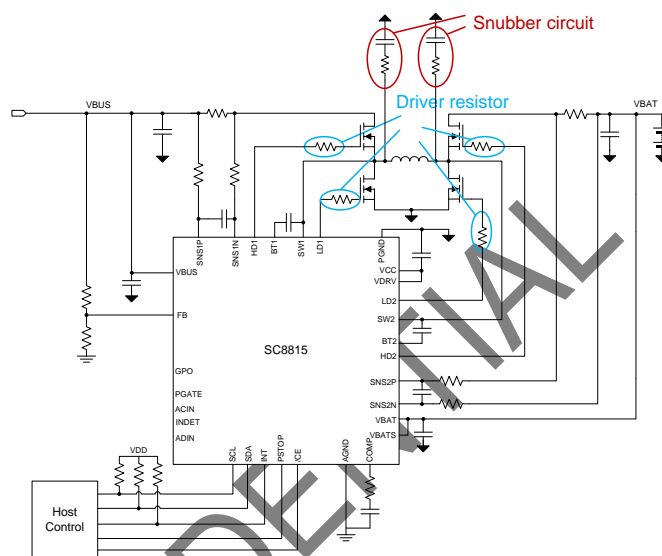 Snubber circuit
Driver resistor
VBUS
VBAT
SNS1P
SNS1N
HD1
BT1
SW1
LD1
PGND
VBUS
FB
GPO
PGATE
ACIN
INDET
ADIN
SC8815
VCC
VDRV
LD2
SW2
BT2
HD2
SNS2P
SNS2N
VBAT
VBATS
SCL
SDA
INT
PSTOP
/CE
AGND
COMP
VDD
Host
Control
DENTIAL